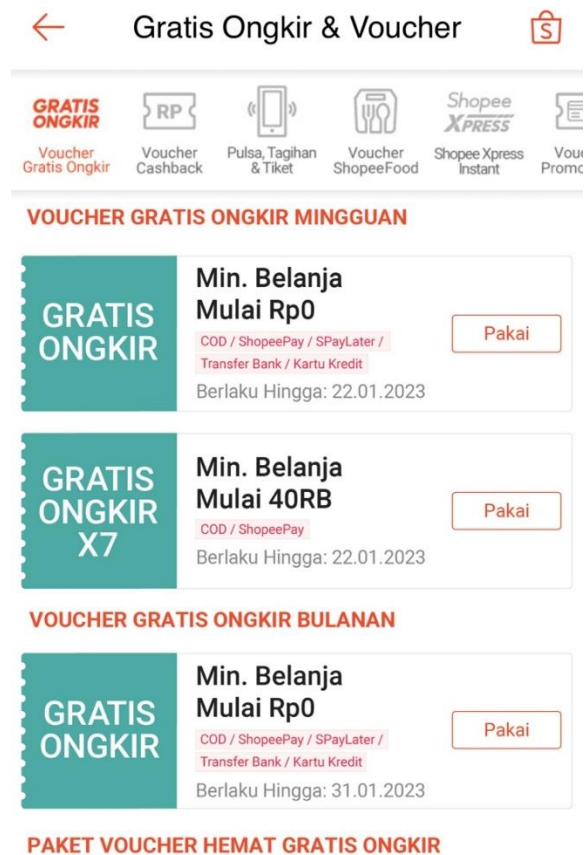 Gratis Ongkir & Voucher
GRATIS
ONGKIR
Voucher
Gratis Ongkir
RP
Voucher
Cashback
Pulsa, Tagihan
& Tiket
Voucher
ShopeeFood
Shopee
XPRESS
Shopee Xpress
Instant
VOUCHER GRATIS ONGKIR MINGGUAN
GRATIS
ONGKIR
Min. Belanja
Mulai Rp0
COD / ShopeePay / SPayLater /
Transfer Bank / Kartu Kredit
Berlaku Hingga: 22.01.2023
Pakai
GRATIS
ONGKIR
X7
Min. Belanja
Mulai 40RB
COD / ShopeePay
Berlaku Hingga: 22.01.2023
Pakai
VOUCHER GRATIS ONGKIR BULANAN
GRATIS
ONGKIR
Min. Belanja
Mulai Rp0
COD / ShopeePay / SPayLater /
Transfer Bank / Kartu Kredit
Berlaku Hingga: 31.01.2023
Pakai
PAKET VOUCHER HEMAT GRATIS ONGKIR